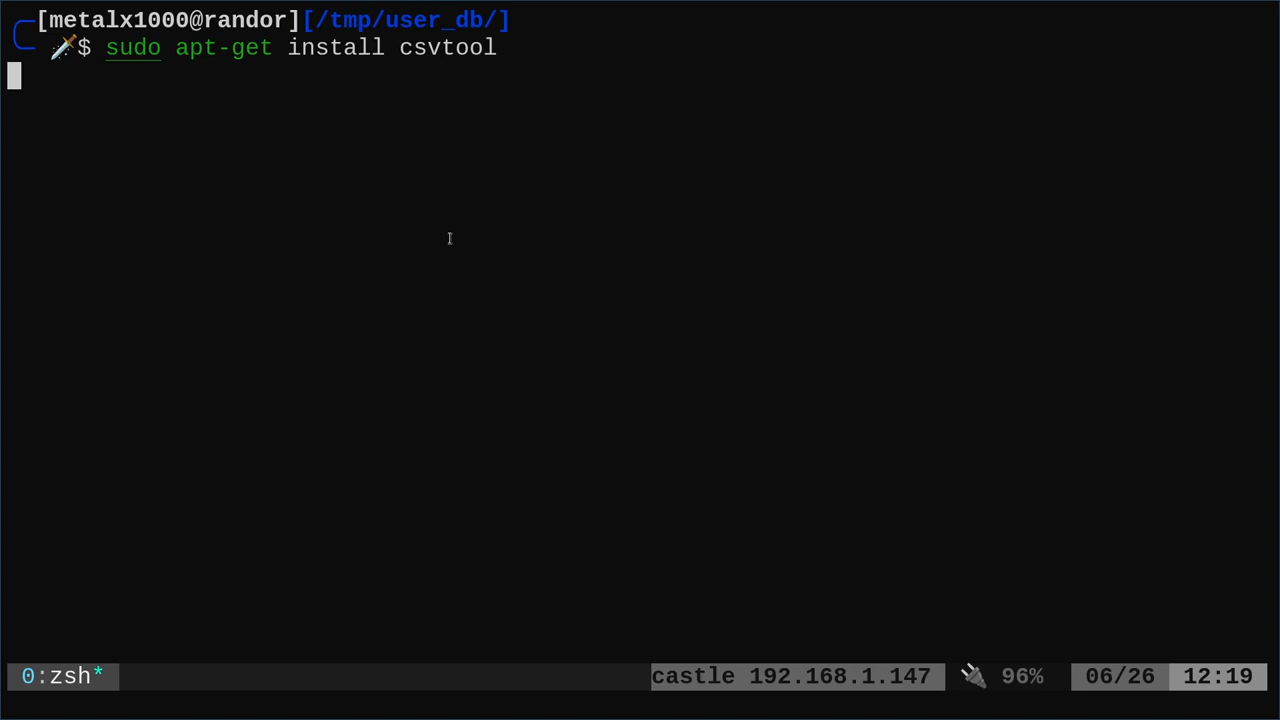 [metalx1000@randor][/tmp/user_db/]
$ sudo apt-get install csvtool
0:zsh* castle 192.168.1.147 96% 06/26 12:19